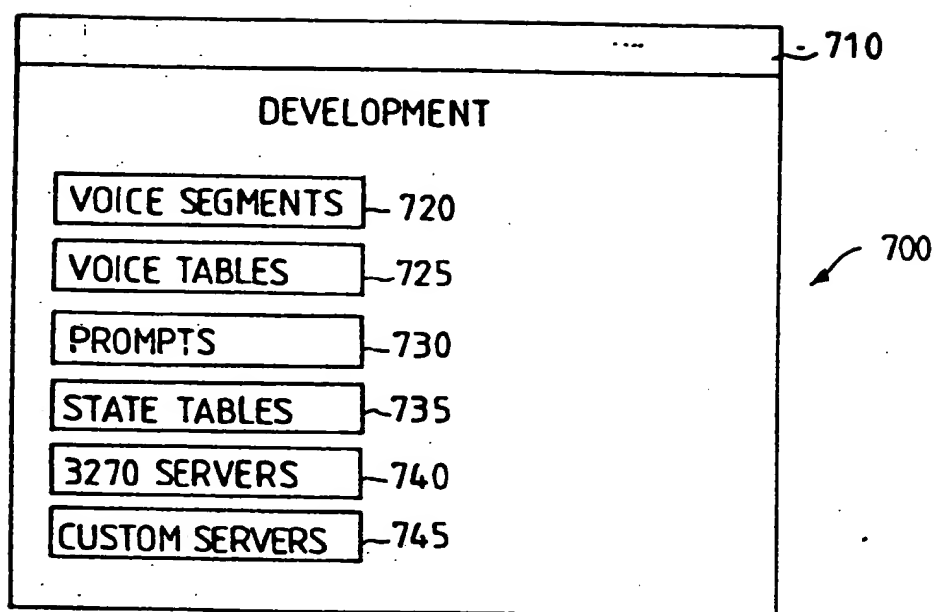 710
DEVELOPMENT
VOICE SEGMENTS 720
VOICE TABLES 725
700
PROMPTS 730
STATE TABLES 735
3270 SERVERS 740
CUSTOM SERVERS 745